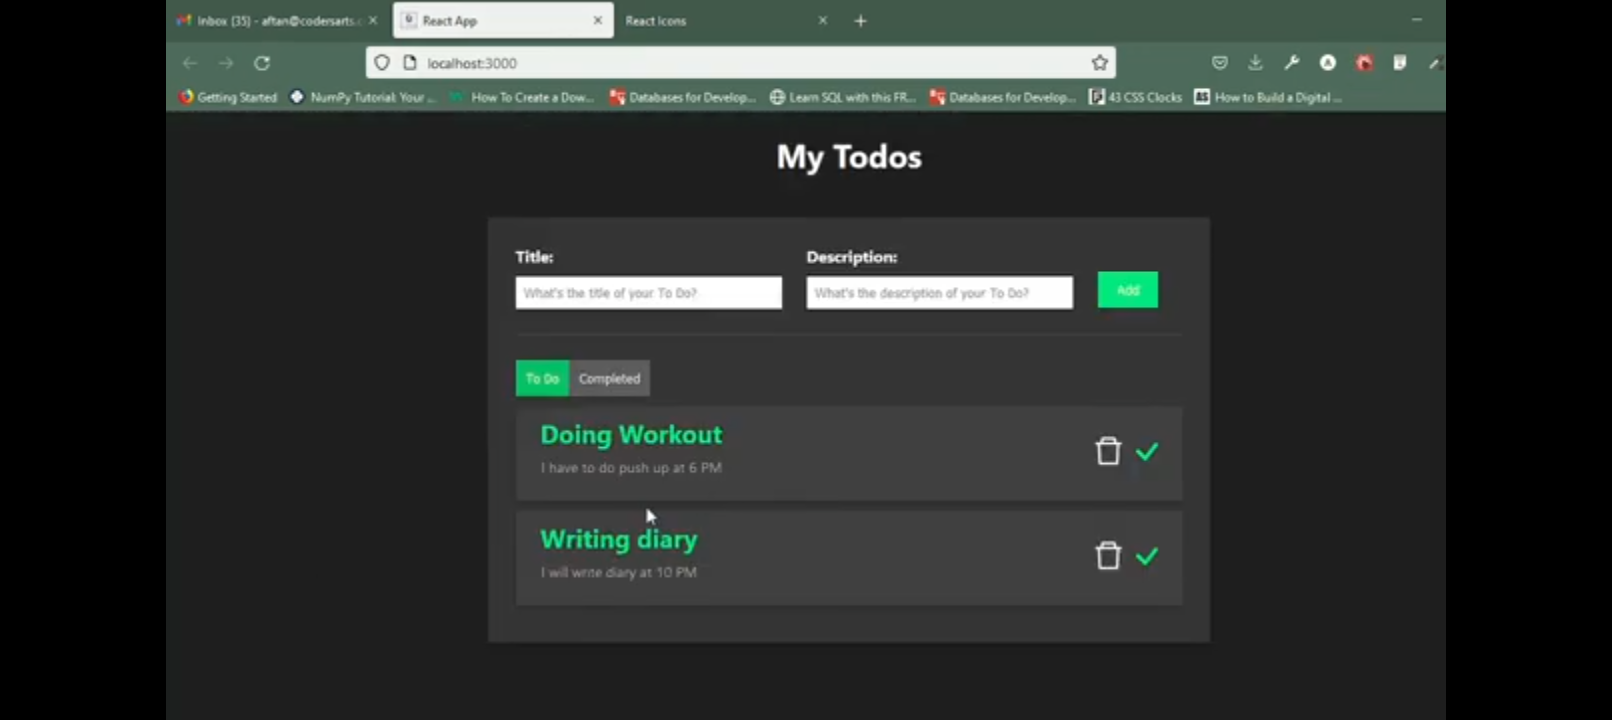 Inbox (35) - aftan@codersarts.c
React App
React Icons
localhost:3000
Getting Started
NumPy Tutorial: Your ...
How To Create a Dow...
Databases for Develop...
Learn SQL with this FR...
Databases for Develop...
43 CSS Clocks
How to Build a Digital ...
My Todos
Title:
Description:
What's the title of your To Do?
What's the description of your To Do?
Add
To Do
Completed
Doing Workout
I have to do push up at 6 PM
Writing diary
I will write diary at 10 PM